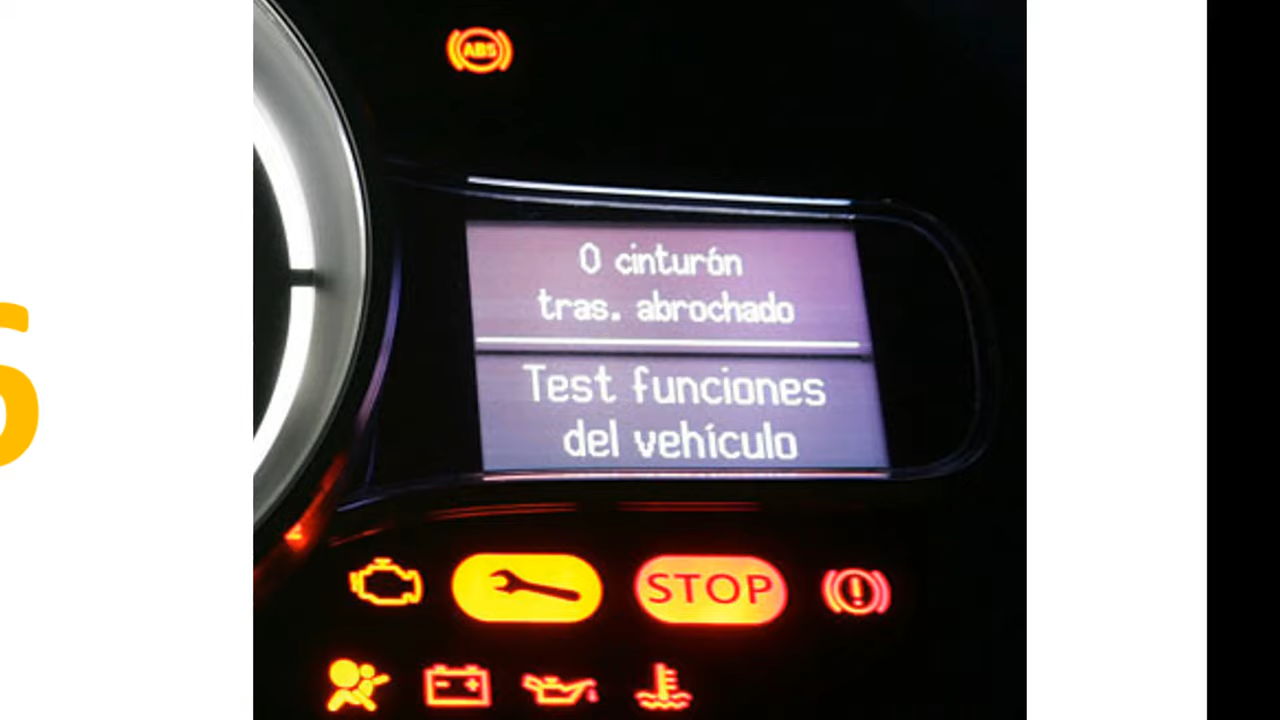 ABS
0 cinturón
tras. abrochado
Test funciones
del vehículo
STOP